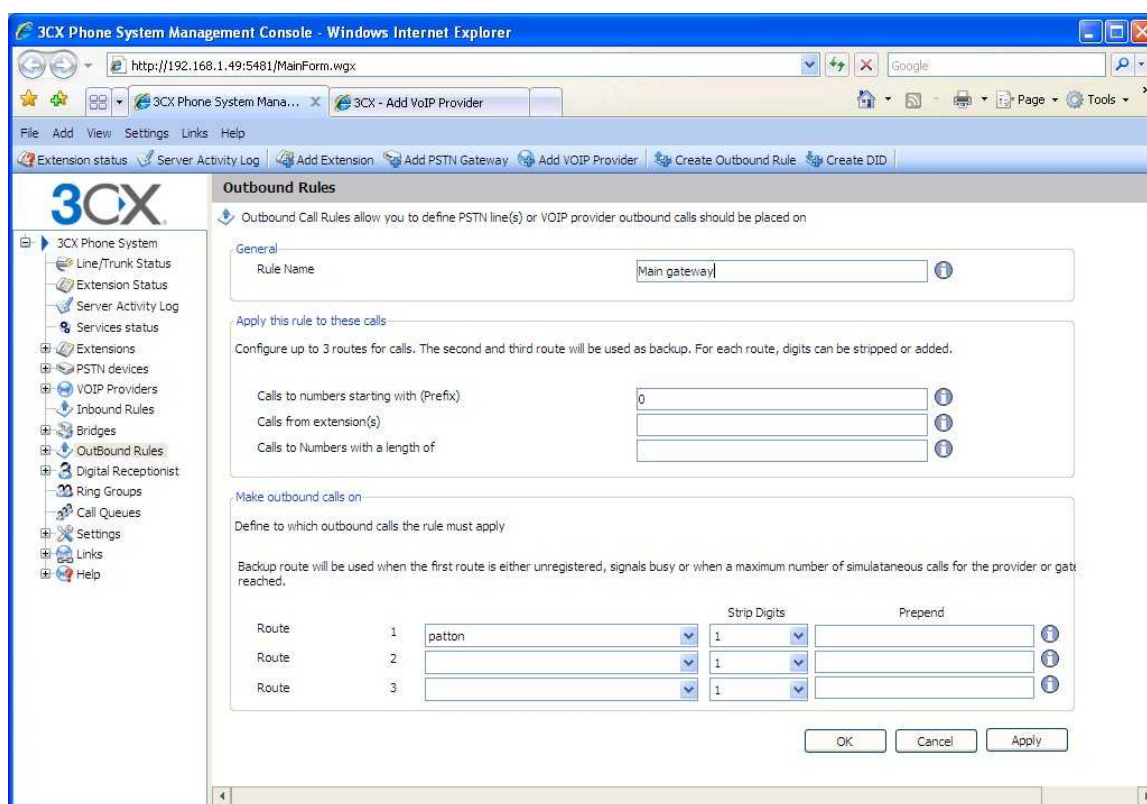 3CX Phone System Management Console - Windows Internet Explorer
http://192.168.1.49:5481/MainForm.wgx
Google
3CX Phone System Mana... X
3CX - Add VoIP Provider
Page
Tools
File Add View Settings Links Help
Extension status Server Activity Log Add Extension Add PSTN Gateway Add VOIP Provider Create Outbound Rule Create DID
3CX
3CX Phone System
Line/Trunk Status
Extension Status
Server Activity Log
Services status
Extensions
PSTN devices
VOIP Providers
Inbound Rules
Bridges
OutBound Rules
Digital Receptionist
Ring Groups
Call Queues
Settings
Links
Help
Outbound Rules
Outbound Call Rules allow you to define PSTN line(s) or VOIP provider outbound calls should be placed on
General
Rule Name Main gateway
Apply this rule to these calls
Configure up to 3 routes for calls. The second and third route will be used as backup. For each route, digits can be stripped or added.
Calls to numbers starting with (Prefix) 0
Calls from extension(s)
Calls to Numbers with a length of
Make outbound calls on
Define to which outbound calls the rule must apply
Backup route will be used when the first route is either unregistered, signals busy or when a maximum number of simulataneous calls for the provider or gate
reached.
Strip Digits Prepend
Route 1 patton 1
Route 2 1
Route 3 1
OK Cancel Apply